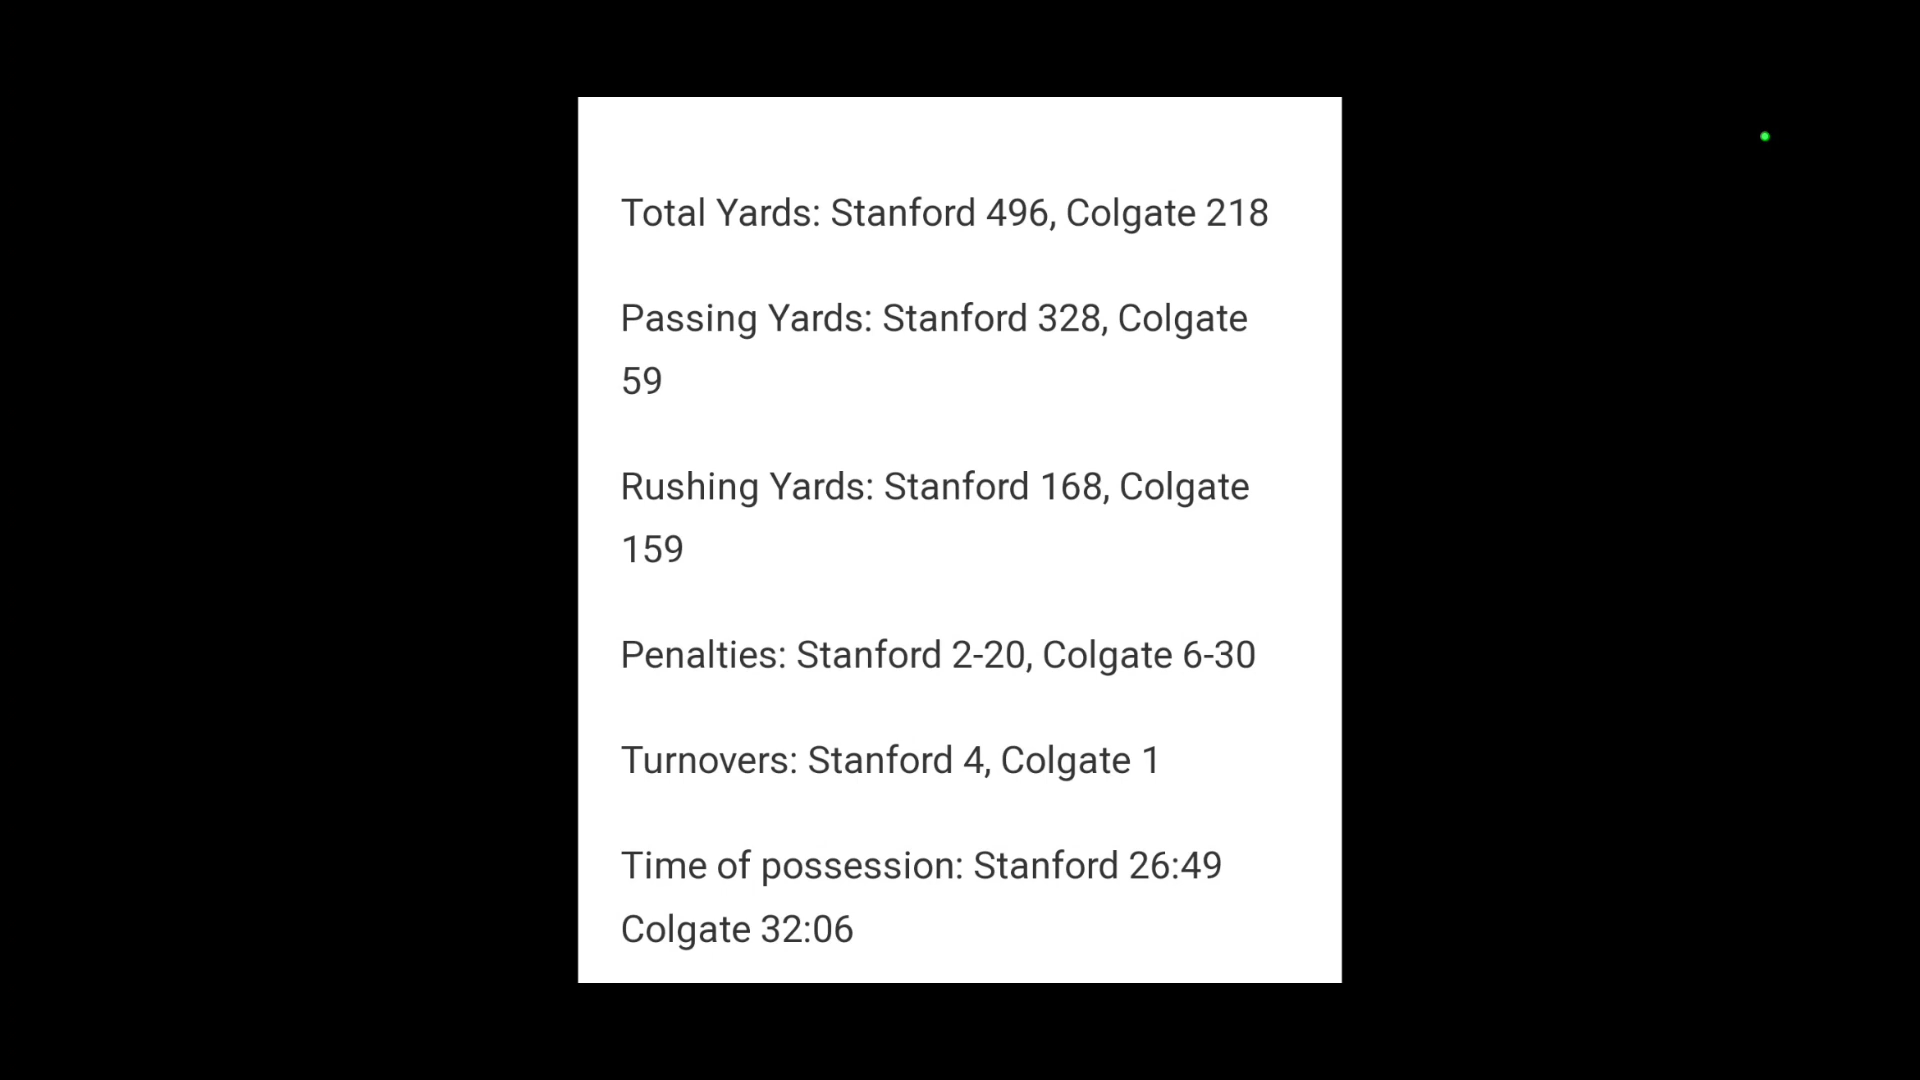 Total Yards: Stanford 496, Colgate 218
Passing Yards: Stanford 328, Colgate
59
Rushing Yards: Stanford 168, Colgate
159
Penalties: Stanford 2-20, Colgate 6-30
Turnovers: Stanford 4, Colgate 1
Time of possession: Stanford 26:49
Colgate 32:06